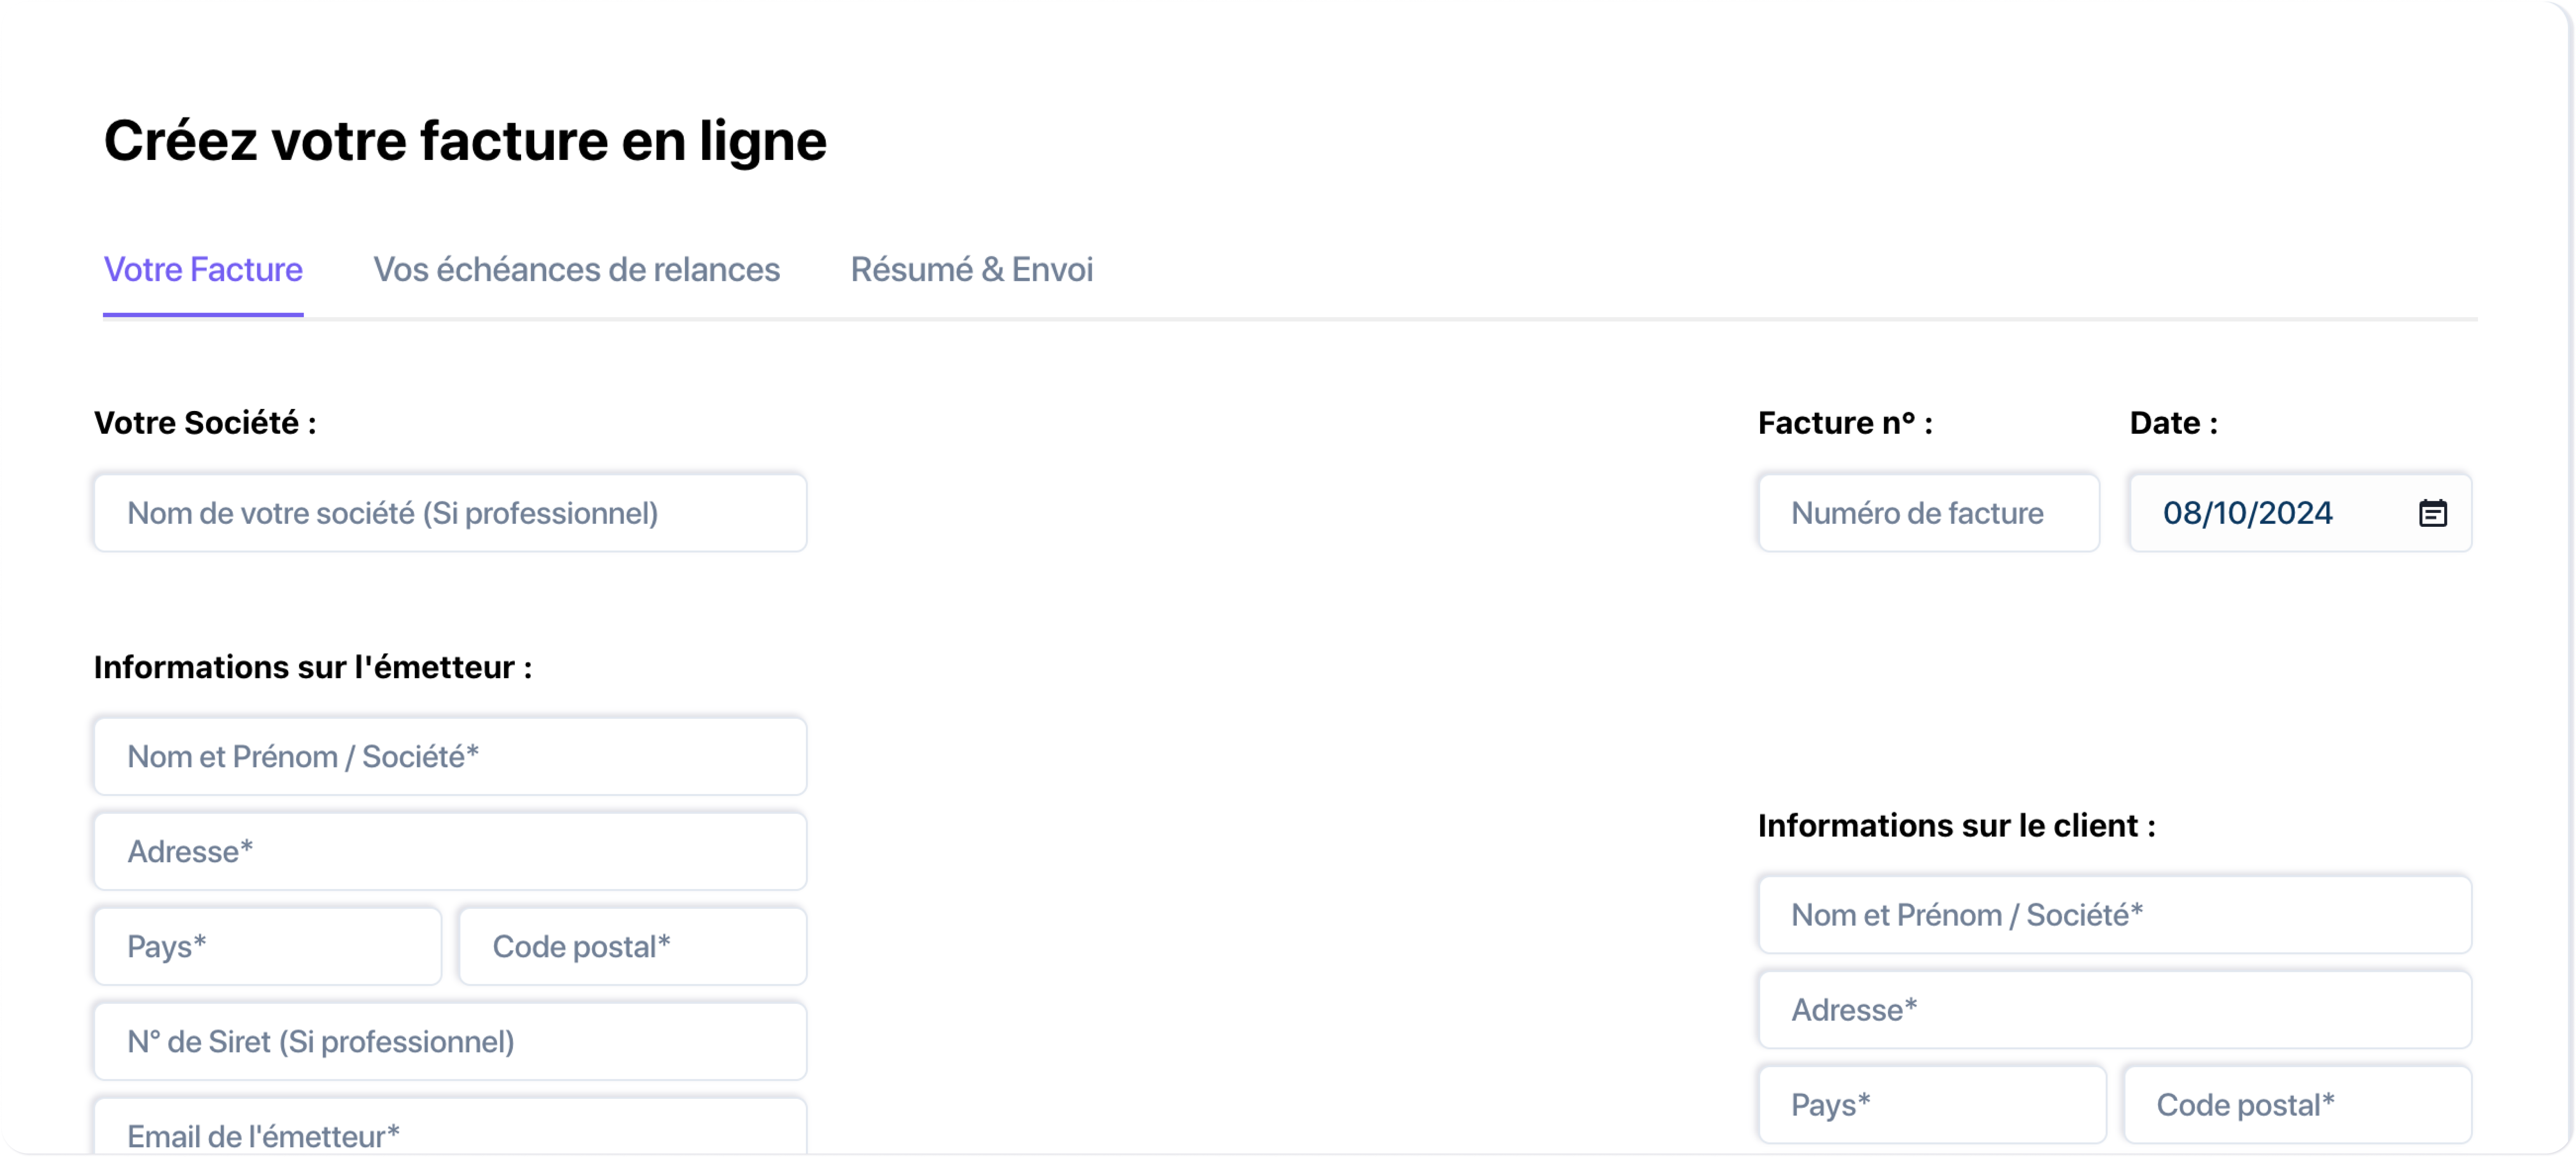 Créez votre facture en ligne
Votre Facture Vos échéances de relances Résumé & Envoi
Votre Société :
Nom de votre société (Si professionnel)
Facture n° : Date :
Numéro de facture 08/10/2024
Informations sur l'émetteur :
Nom et Prénom / Société*
Adresse*
Pays* Code postal*
N° de Siret (Si professionnel)
Email de l'émetteur*
Informations sur le client :
Nom et Prénom / Société*
Adresse*
Pays* Code postal*